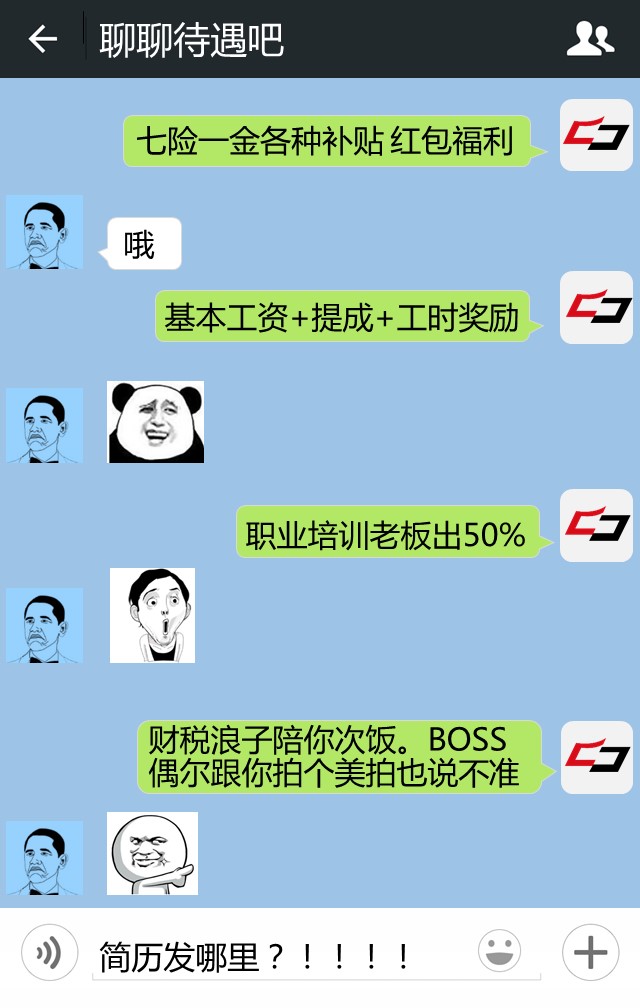 聊聊待遇吧
七险一金各种补贴 红包福利
哦
基本工资+提成+工时奖励
职业培训老板出50%
财税浪子陪你次饭。BOSS
偶尔跟你拍个美拍也说不准
简历发哪里？！！！！！